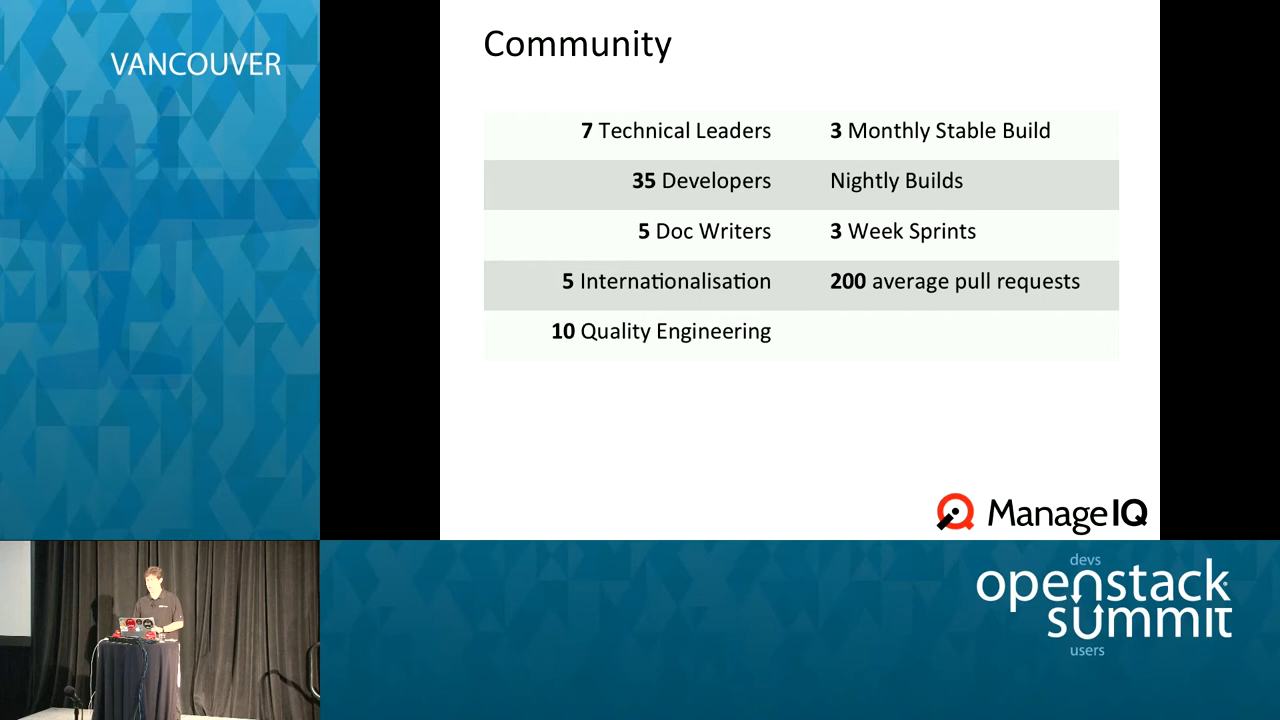 VANCOUVER
Community
7 Technical Leaders
3 Monthly Stable Build
35 Developers
Nightly Builds
5 Doc Writers
3 Week Sprints
5 Internationalisation
200 average pull requests
10 Quality Engineering
ManageIQ
devs
openstack
summit
users